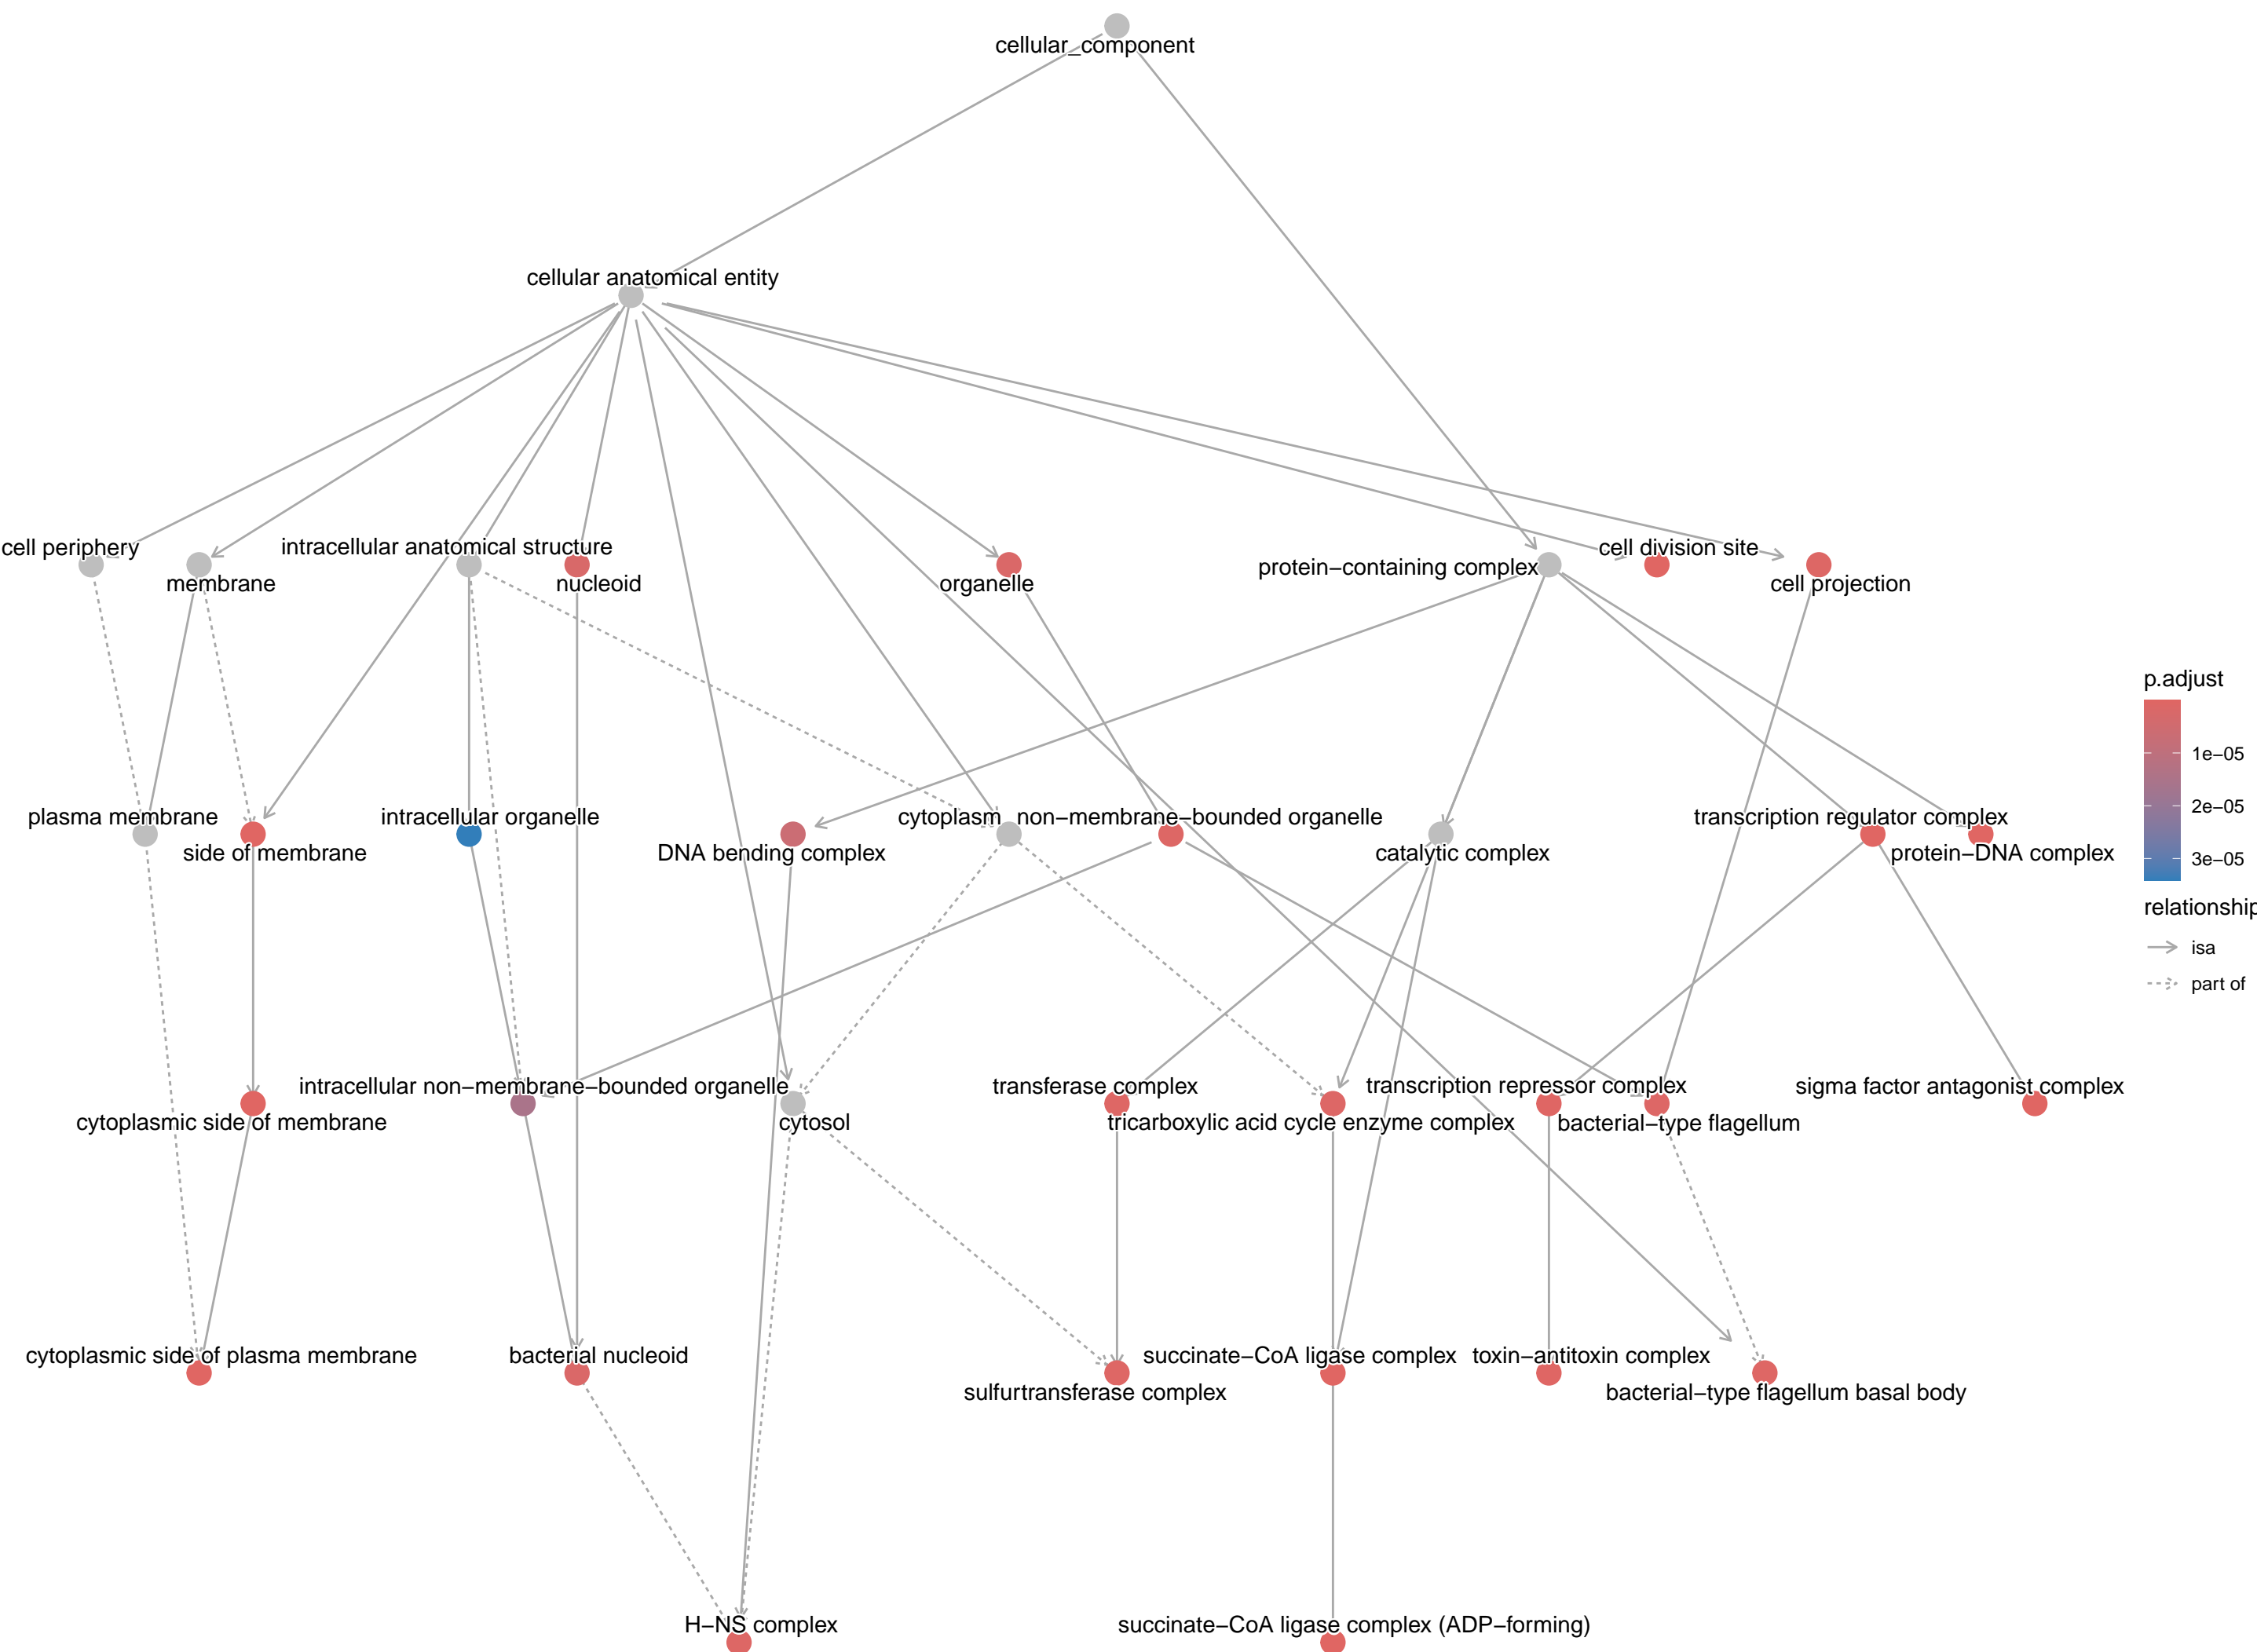 cellular_component
cellular anatomical entity
cell periphery
intracellular anatomical structure
cell division site
protein−containing complex
membrane
nucleoid
organelle
cell projection
p.adjust
1e−05
2e−05
3e−05
relationship
isa
part of
plasma membrane
intracellular organelle
cytoplasm
non−membrane−bounded organelle
transcription regulator complex
side of membrane
DNA bending complex
catalytic complex
protein−DNA complex
intracellular non−membrane−bounded organelle
transferase complex
transcription repressor complex
sigma factor antagonist complex
cytoplasmic side of membrane
cytosol
tricarboxylic acid cycle enzyme complex
bacterial−type flagellum
cytoplasmic side of plasma membrane
bacterial nucleoid
succinate−CoA ligase complex
toxin−antitoxin complex
sulfurtransferase complex
bacterial−type flagellum basal body
H−NS complex
succinate−CoA ligase complex (ADP−forming)